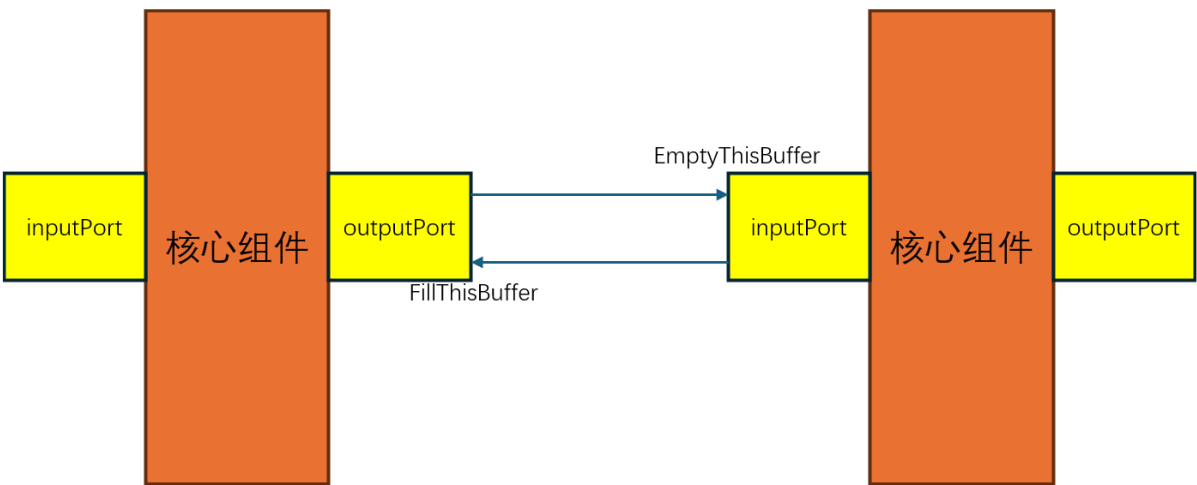 EmptyThisBuffer
inputPort
核心组件
outputPort
inputPort
核心组件
outputPort
FillThisBuffer